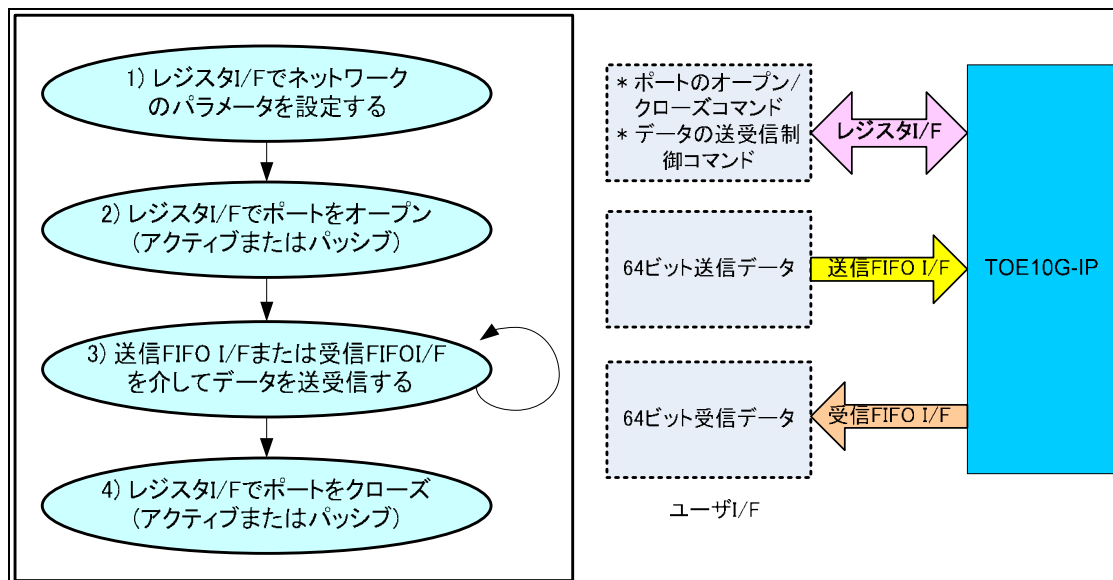 1) レジスタI/Fでネットワーク
のパラメータを設定する
2) レジスタI/Fでポートをオープン
(アクティブまたはパッシブ)
3) 送信FIFO I/Fまたは受信FIFOI/F
を介してデータを送受信する
4) レジスタI/Fでポートをクローズ
(アクティブまたはパッシブ)
* ポートのオープン/
クローズコマンド
* データの送受信制
御コマンド
レジスタI/F
64ビット送信データ
送信FIFO I/F
TOE10G-IP
64ビット受信データ
受信FIFO I/F
ユーザI/F